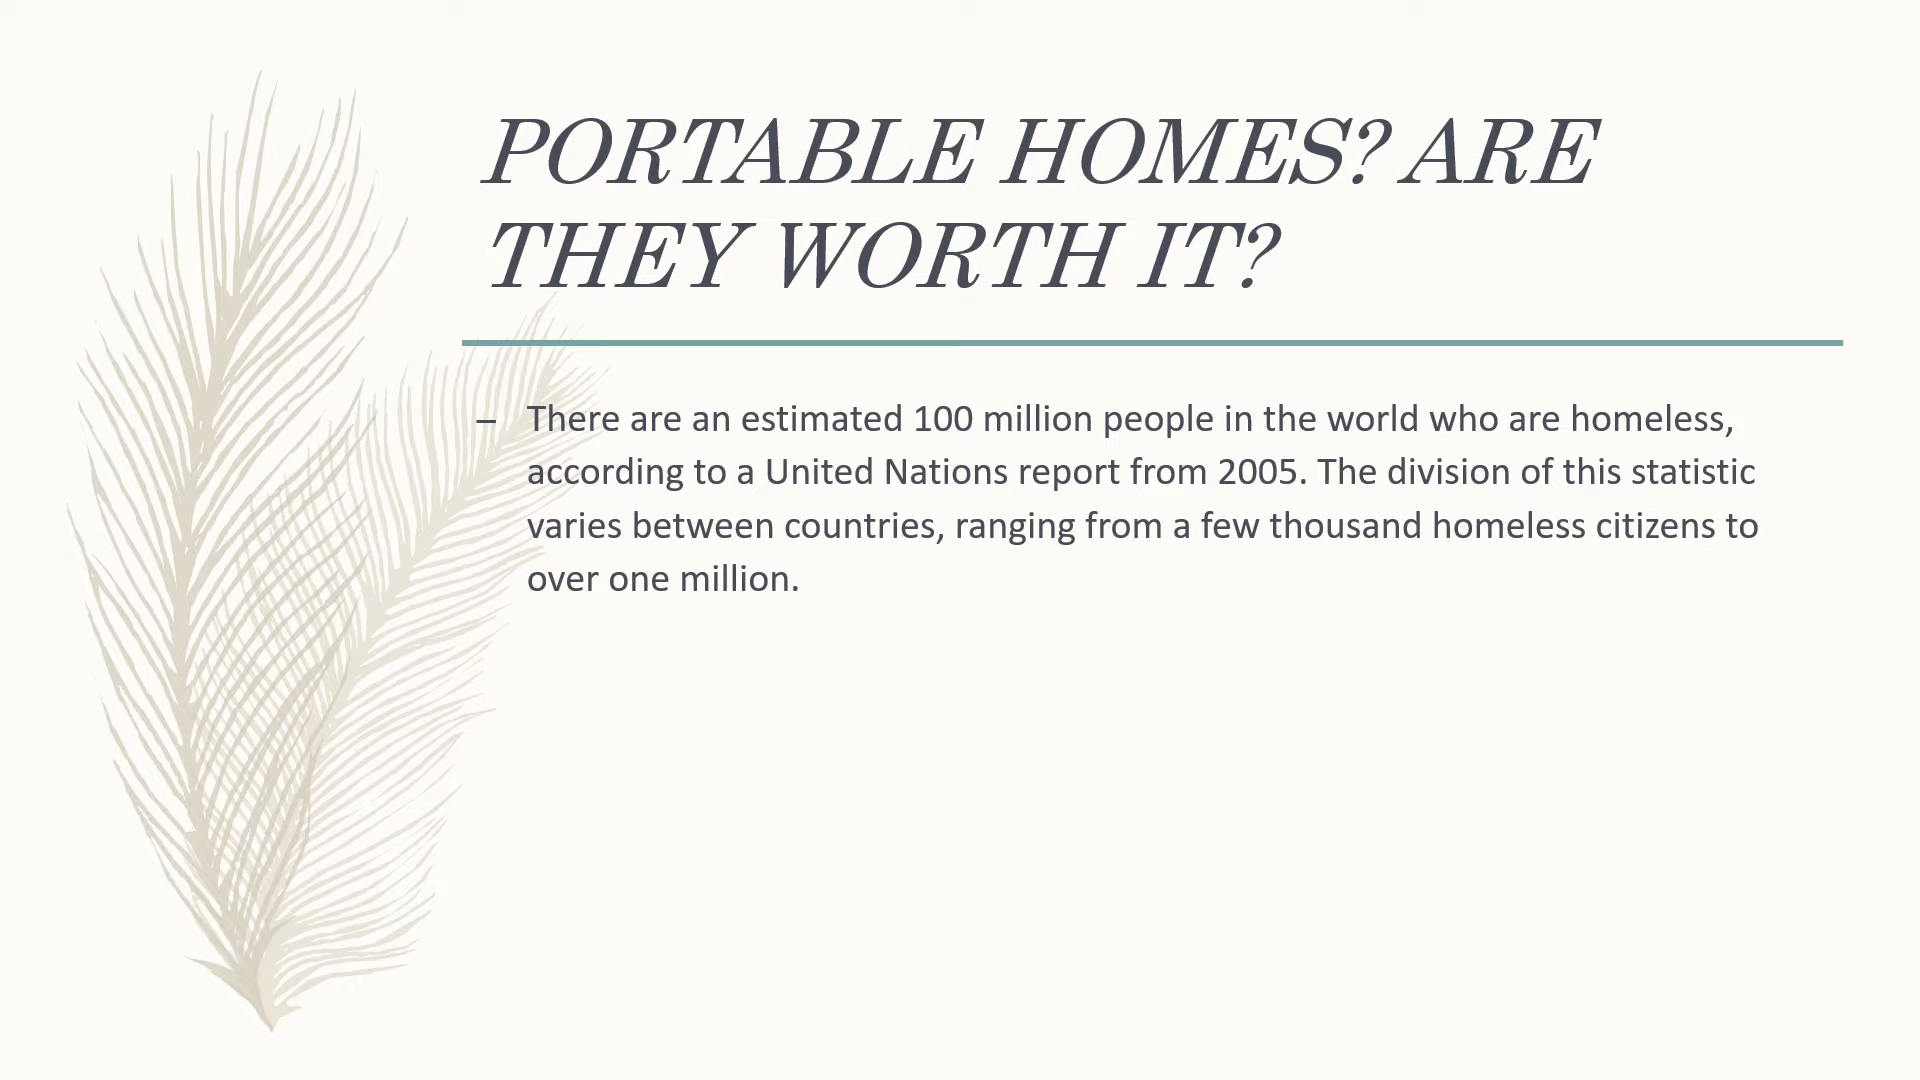 PORTABLE HOMES? ARE
THEY WORTH IT?
– There are an estimated 100 million people in the world who are homeless,
according to a United Nations report from 2005. The division of this statistic
varies between countries, ranging from a few thousand homeless citizens to
over one million.